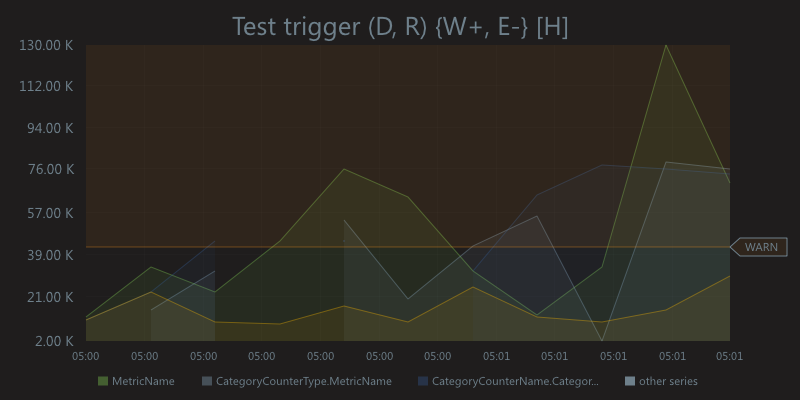 Test trigger (D, R) {W+, E-} [H]
130.00 K
112.00 K
94.00 K
76.00 K
57.00 K
39.00 K
21.00 K
2.00 K
WARN
05:00 05:00 05:00 05:00 05:00 05:00 05:00 05:01 05:01 05:01 05:01 05:01
MetricName CategoryCounterType.MetricName CategoryCounterName.Categor... other series